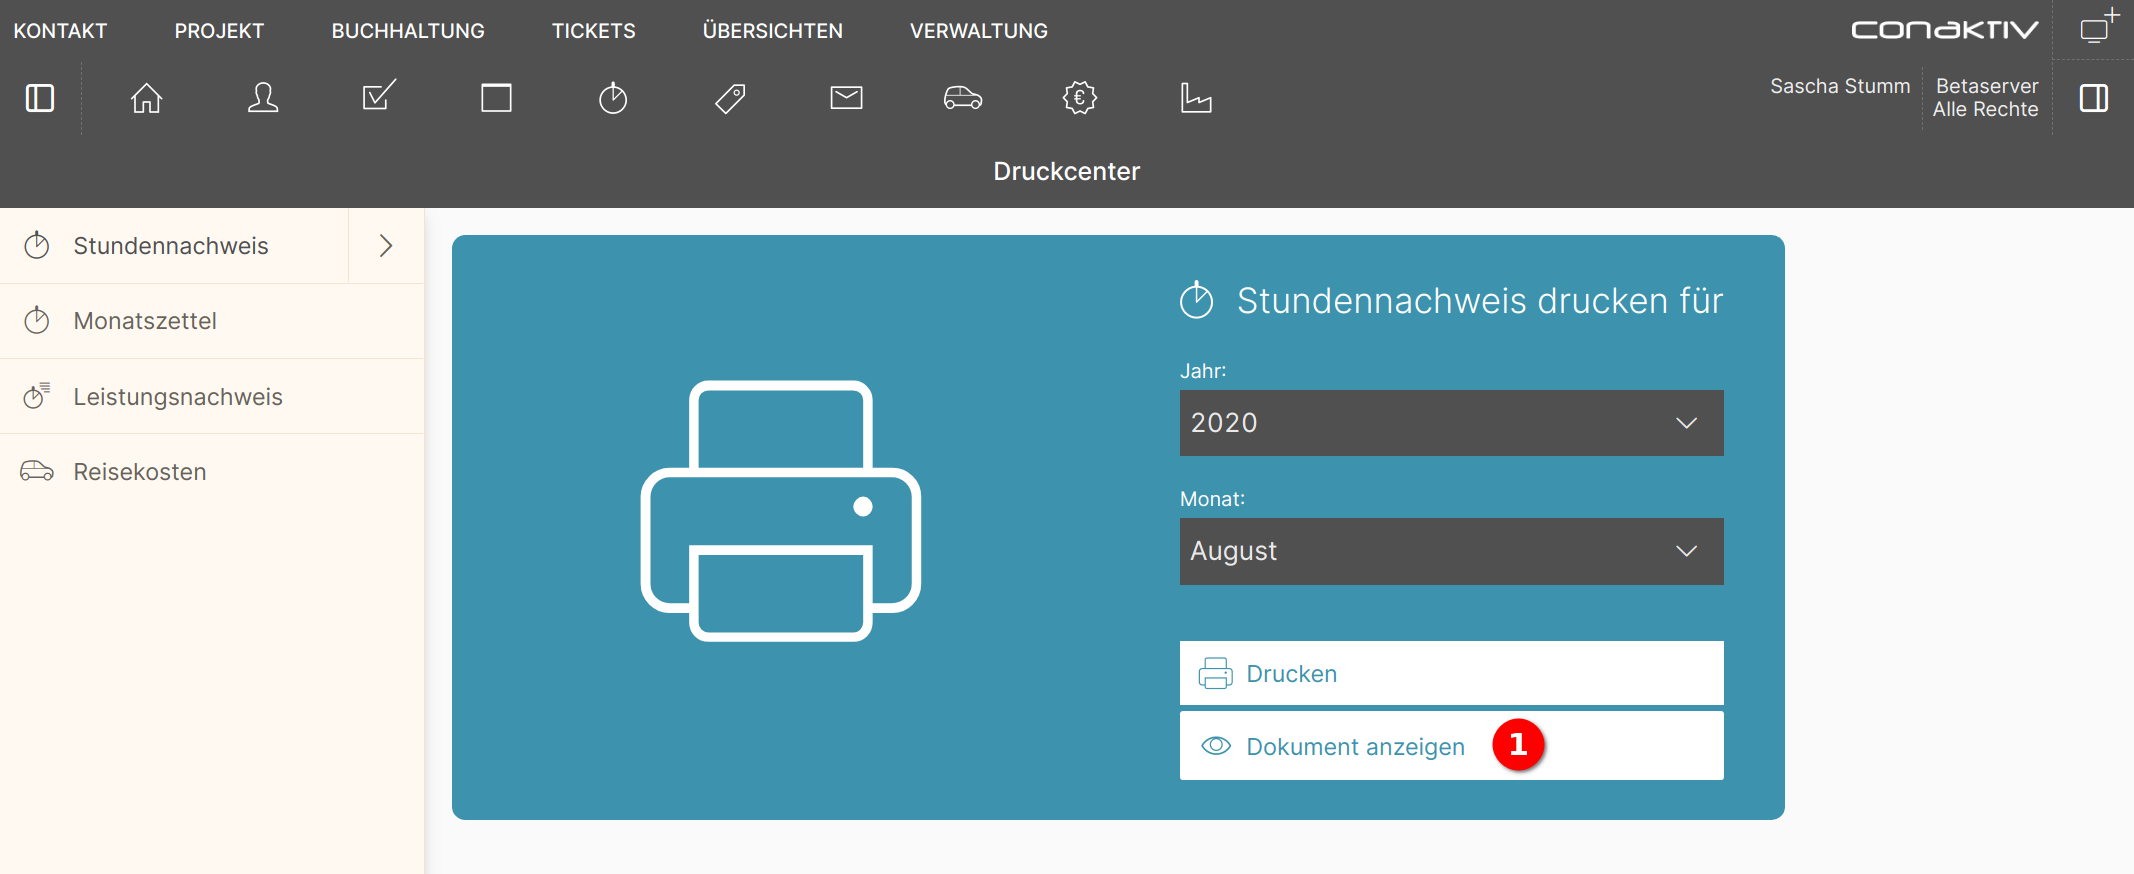 KONTAKT PROJEKT BUCHHALTUNG TICKETS ÜBERSICHTEN VERWALTUNG conaktiv
Sascha Stumm Betaserver
Alle Rechte
Druckcenter
Stundennachweis
Monatszettel
Leistungsnachweis
Reisekosten
Stundennachweis drucken für
Jahr:
2020
Monat:
August
Drucken
Dokument anzeigen 1